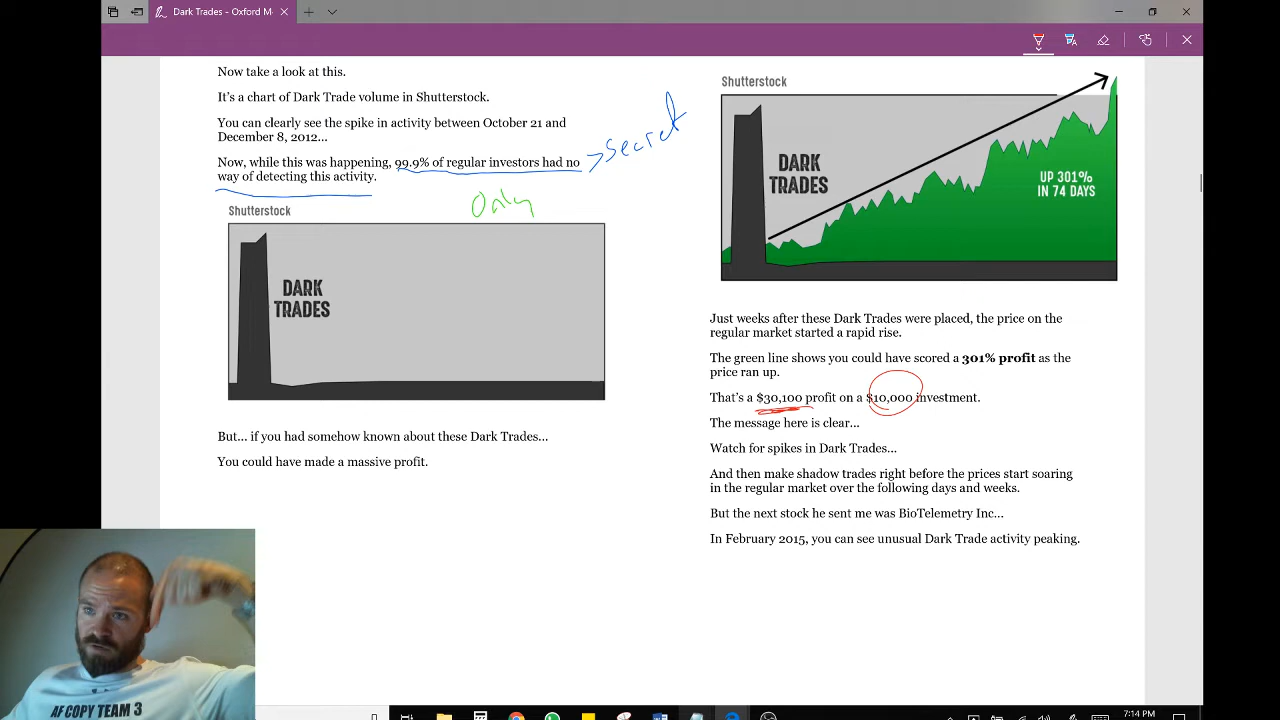 Dark Trades - Oxford M
Now take a look at this.
It's a chart of Dark Trade volume in Shutterstock.
You can clearly see the spike in activity between October 21 and
December 8, 2012...
Now, while this was happening, 99.9% of regular investors had no
way of detecting this activity.
> Secret
Only
Shutterstock
DARK
TRADES
But... if you had somehow known about these Dark Trades...
You could have made a massive profit.
Shutterstock
DARK
TRADES
UP 301%
IN 74 DAYS
Just weeks after these Dark Trades were placed, the price on the
regular market started a rapid rise.
The green line shows you could have scored a 301% profit as the
price ran up.
That's a $30,100 profit on a $10,000 investment.
The message here is clear...
Watch for spikes in Dark Trades...
And then make shadow trades right before the prices start soaring
in the regular market over the following days and weeks.
But the next stock he sent me was BioTelemetry Inc...
In February 2015, you can see unusual Dark Trade activity peaking.
AF COPY TEAM 3
7:14 PM